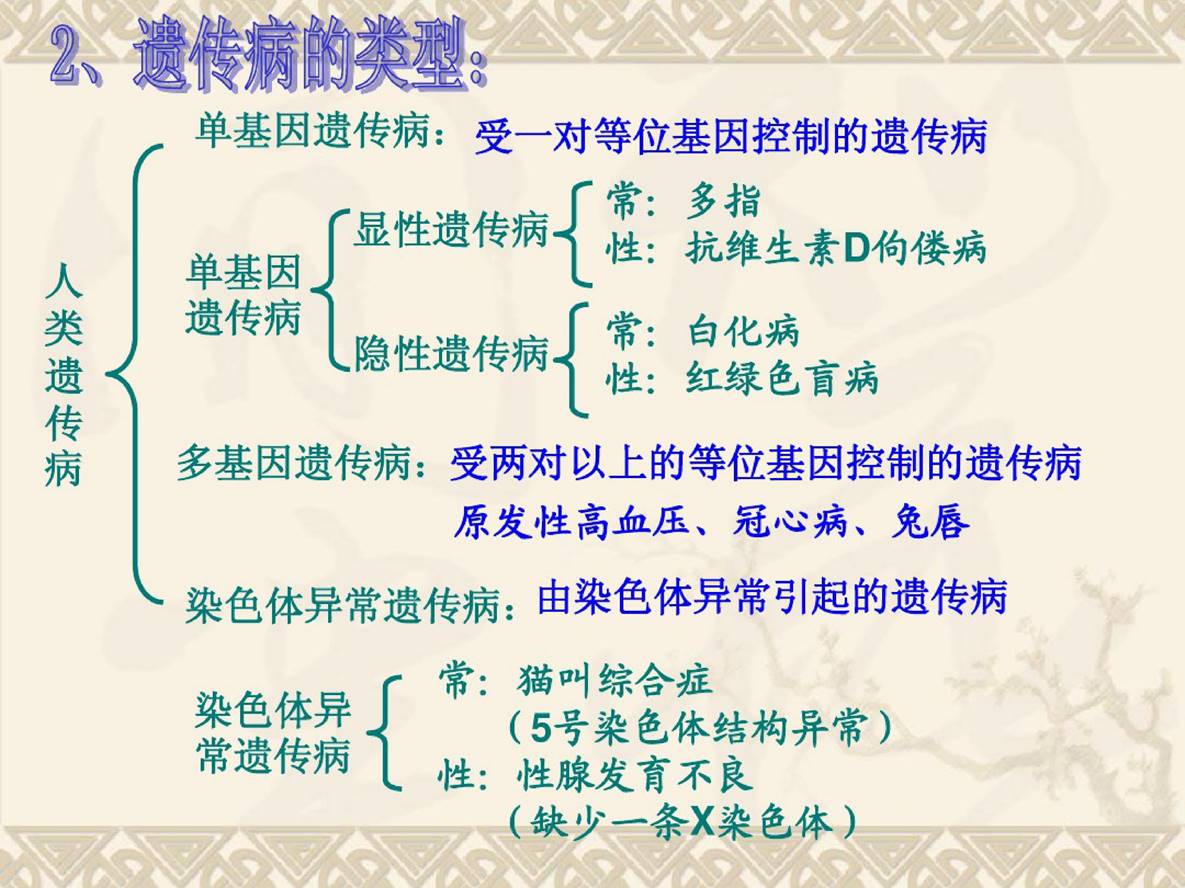 2、遗传病的类型：
单基因遗传病：受一对等位基因控制的遗传病
人类遗传病
单基因遗传病
显性遗传病
常：多指
性：抗维生素D佝偻病
隐性遗传病
常：白化病
性：红绿色盲病
多基因遗传病：受两对以上的等位基因控制的遗传病
原发性高血压、冠心病、兔唇
染色体异常遗传病：由染色体异常引起的遗传病
染色体异
常遗传病
常：猫叫综合症
（5号染色体结构异常）
性：性腺发育不良
（缺少一条X染色体）